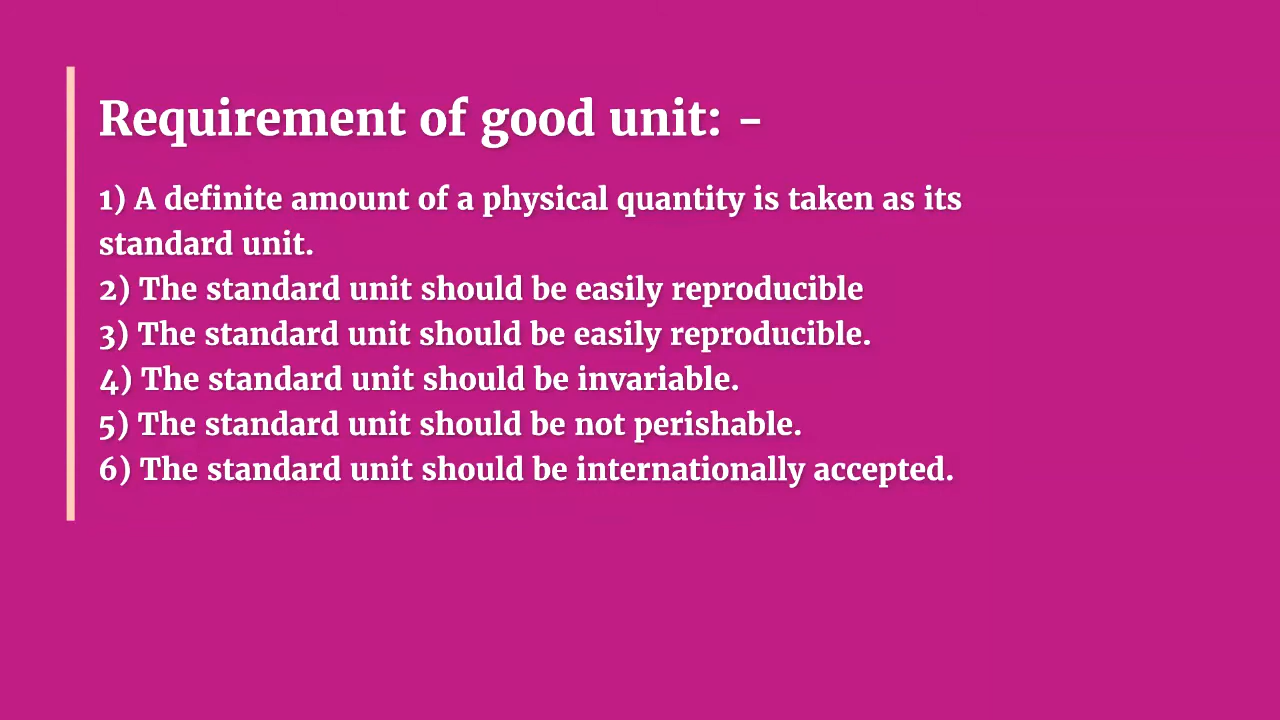 Requirement of good unit: -
1) A definite amount of a physical quantity is taken as its
standard unit.
2) The standard unit should be easily reproducible
3) The standard unit should be easily reproducible.
4) The standard unit should be invariable.
5) The standard unit should be not perishable.
6) The standard unit should be internationally accepted.